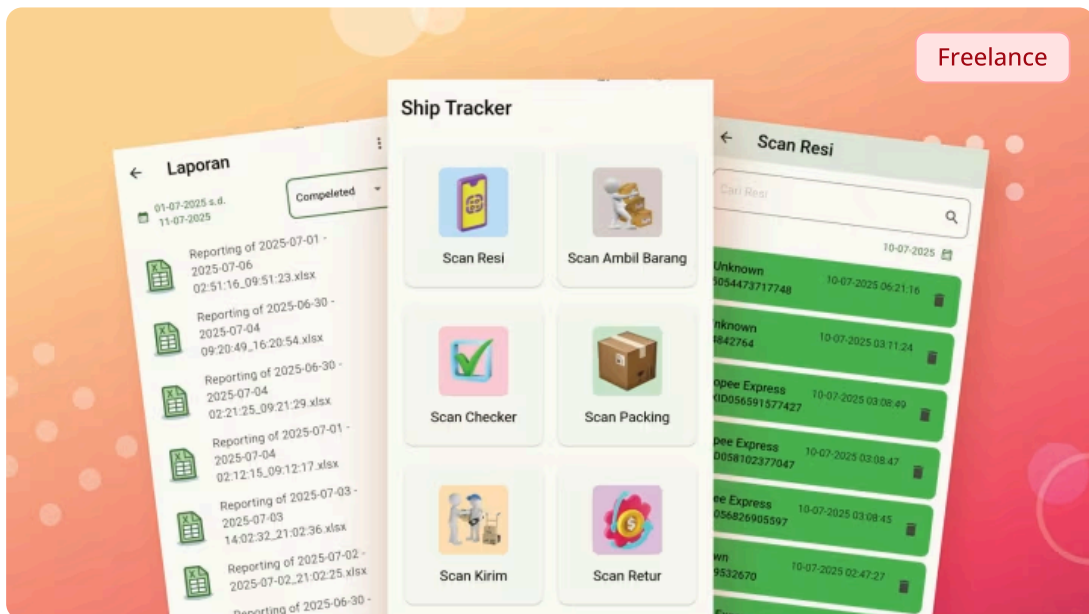 Freelance
Laporan
01-07-2025 s.d.
11-07-2025
Compeleted
Reporting of 2025-07-01 -
2025-07-06
02:51:16_09:51:23.xlsx
Reporting of 2025-06-30 -
2025-07-04
09:20:49_16:20:54.xlsx
Reporting of 2025-06-30 -
2025-07-04
02:21:25_09:21:29.xlsx
Reporting of 2025-07-01 -
2025-07-04
02:12:15_09:12:17.xlsx
Reporting of 2025-07-03 -
2025-07-03
14:02:32_21:02:36.xlsx
Reporting of 2025-07-02 -
2025-07-02_21:02:25.xlsx
Reporting of 2025-06-30 -
Ship Tracker
Scan Resi
Scan Ambil Barang
Scan Checker
Scan Packing
Scan Kirim
Scan Retur
Scan Resi
Cari Resi
10-07-2025
Unknown
10-07-2025 06:21:16
5054473717748
nknown
10-07-2025 03:11:24
4842764
opee Express
10-07-2025 03:08:49
XID056591577427
pee Express
10-07-2025 03:08:47
D058102377047
ee Express
10-07-2025 03:08:45
056826905597
wn
10-07-2025 02:47:27
9532670